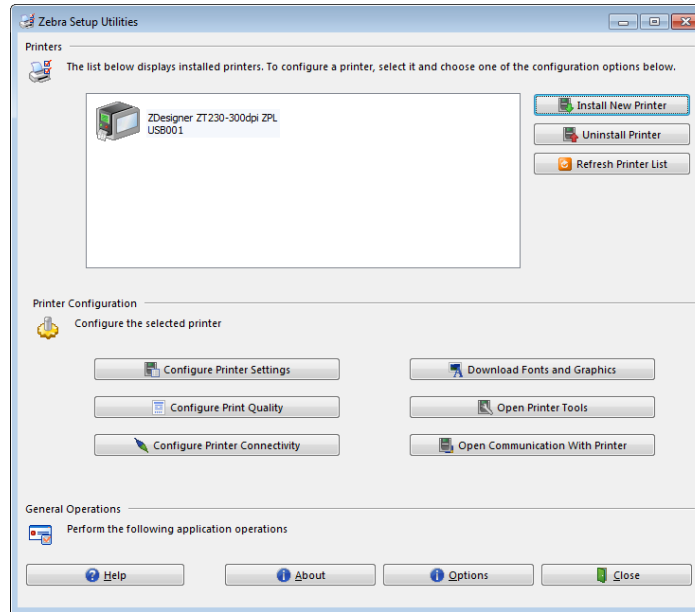 Zebra Setup Utilities
Printers
The list below displays installed printers. To configure a printer, select it and choose one of the configuration options below.
ZDesigner ZT230-300dpi ZPL
USB001
Install New Printer
Uninstall Printer
Refresh Printer List
Printer Configuration
Configure the selected printer
Configure Printer Settings
Download Fonts and Graphics
Configure Print Quality
Open Printer Tools
Configure Printer Connectivity
Open Communication With Printer
General Operations
Perform the following application operations
Help
About
Options
Close